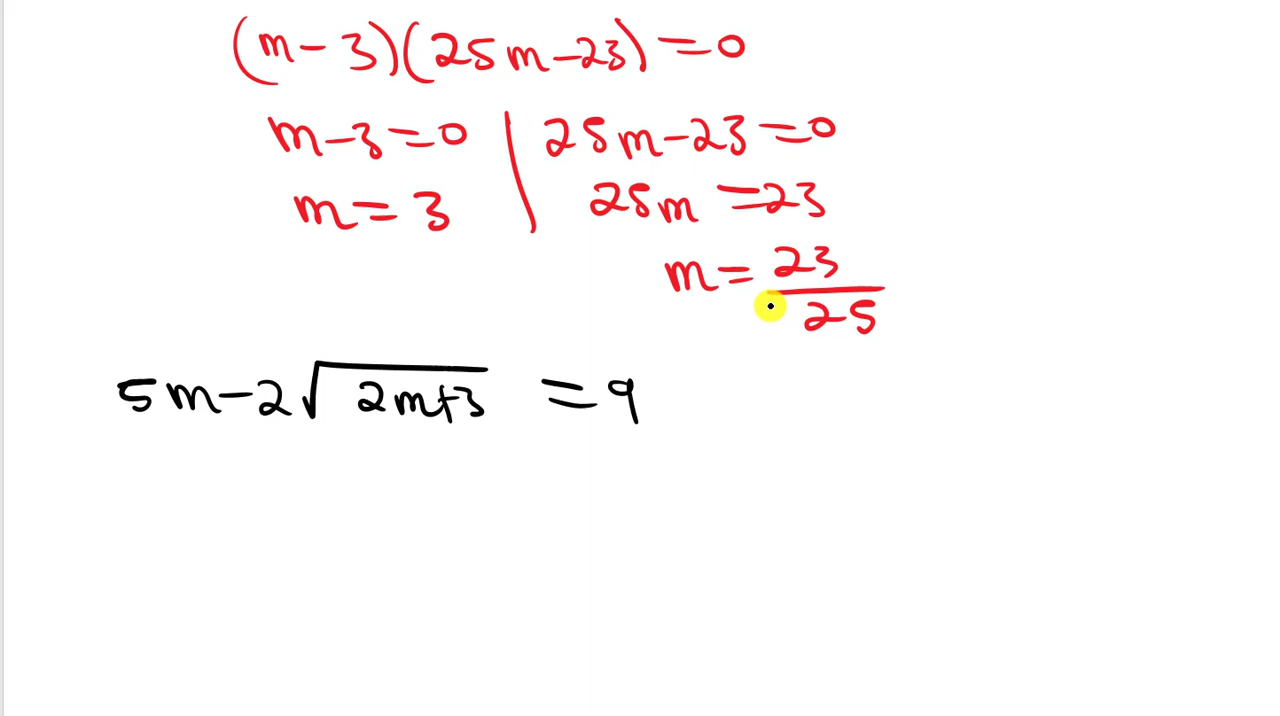 (m-3)(25m-23)=0
m-3=0 | 25m-23=0
m=3 25m=23
m=23/25
5m-2√(2m+3) =9